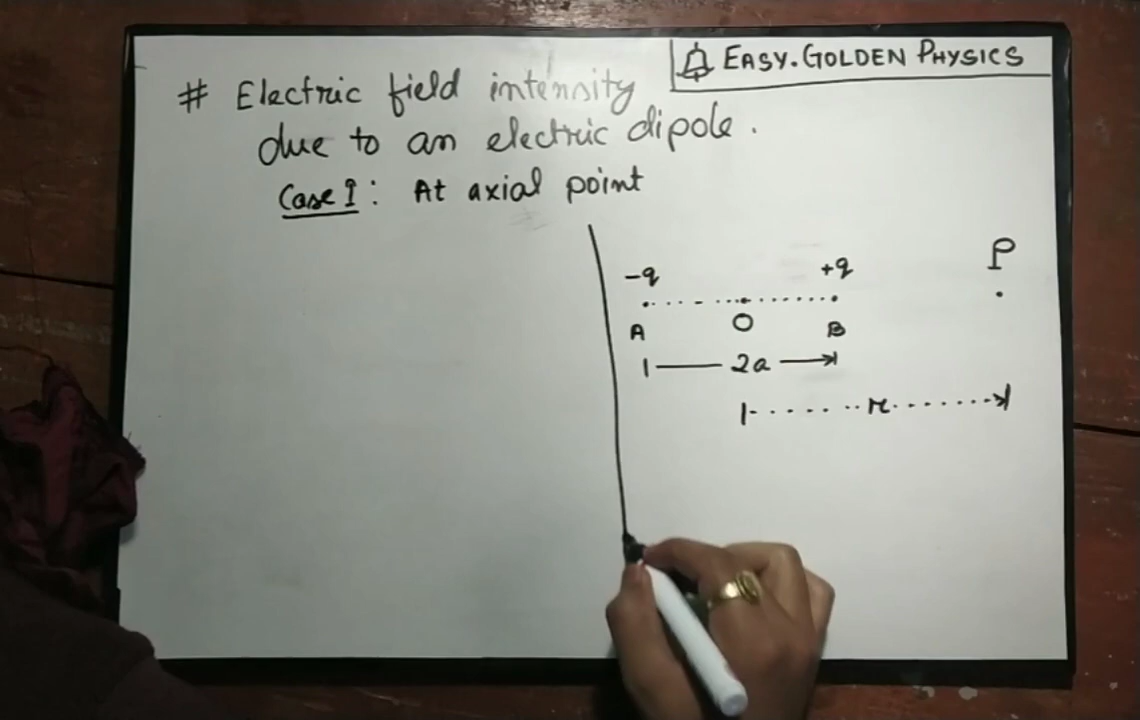 EASY. GOLDEN PHYSICS
# Electric field intensity
due to an electric dipole.
Case I: At axial point
-q +q P
A O B
2a
r